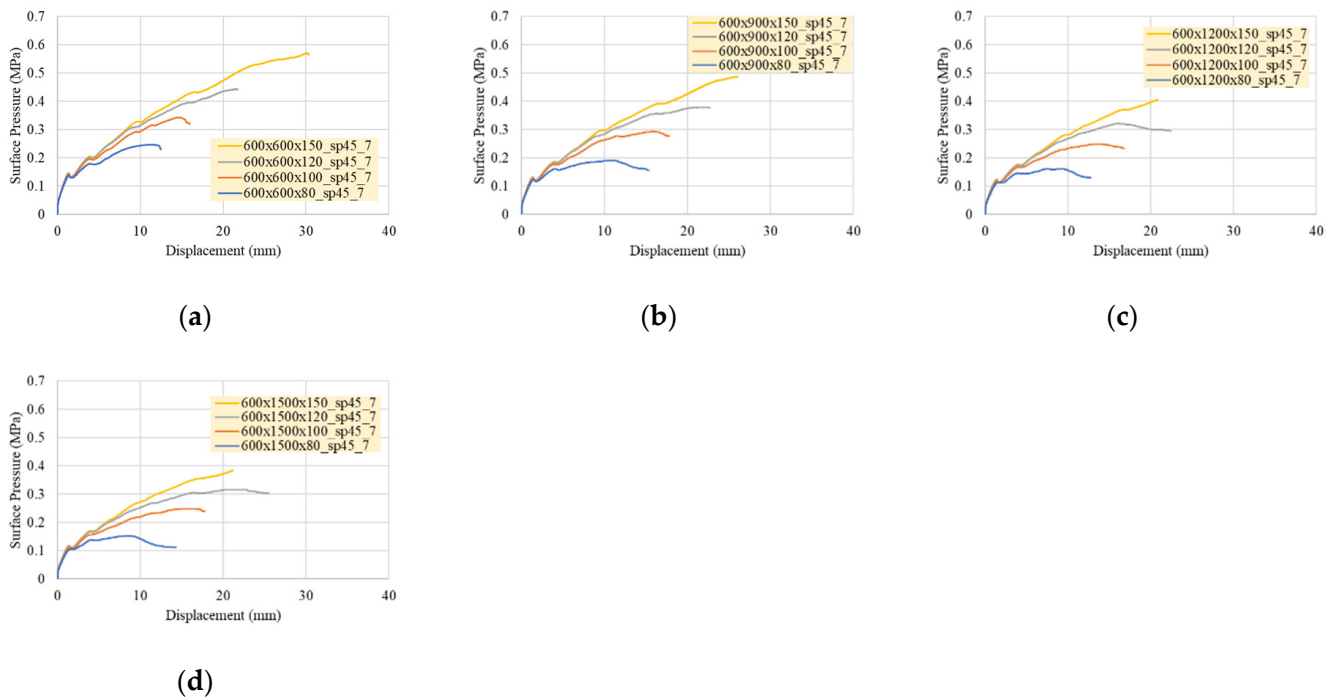 0.7
0.6
0.5
0.4
0.3
0.2
0.1
0
Surface Pressure (MPa)
600x600x150_sp45_7
600x600x120_sp45_7
600x600x100_sp45_7
600x600x80_sp45_7
0 10 20 30 40
Displacement (mm)
(a)
0.7
0.6
0.5
0.4
0.3
0.2
0.1
0
Surface Pressure (MPa)
600x900x150_sp45_7
600x900x120_sp45_7
600x900x100_sp45_7
600x900x80_sp45_7
0 10 20 30 40
Displacement (mm)
(b)
0.7
0.6
0.5
0.4
0.3
0.2
0.1
0
Surface Pressure (MPa)
600x1200x150_sp45_7
600x1200x120_sp45_7
600x1200x100_sp45_7
600x1200x80_sp45_7
0 10 20 30 40
Displacement (mm)
(c)
0.7
0.6
0.5
0.4
0.3
0.2
0.1
0
Surface Pressure (MPa)
600x1500x150_sp45_7
600x1500x120_sp45_7
600x1500x100_sp45_7
600x1500x80_sp45_7
0 10 20 30 40
Displacement (mm)
(d)